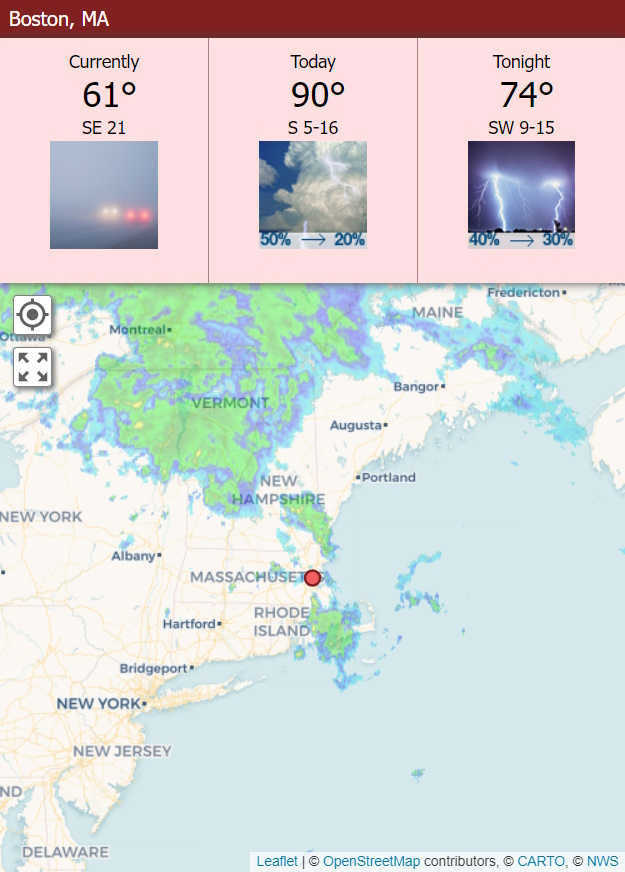 Boston, MA
Currently
61°
SE 21
Today
90°
S 5-16
50% → 20%
Tonight
74°
SW 9-15
40% → 30%
Fredericton
MAINE
Ottawa
Montreal
Bangor
VERMONT
Augusta
Portland
NEW
HAMPSHIRE
NEW YORK
Albany
MASSACHUSETTS
RHODE
ISLAND
Hartford
Bridgeport
NEW YORK
NEW JERSEY
ND
DELAWARE
Leaflet | © OpenStreetMap contributors, © CARTO, © NWS